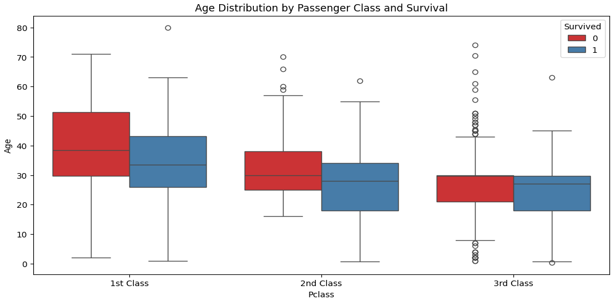 Age Distribution by Passenger Class and Survival
Survived
0
1
80
70
60
50
40
30
20
10
0
Age
1st Class
2nd Class
3rd Class
Pclass